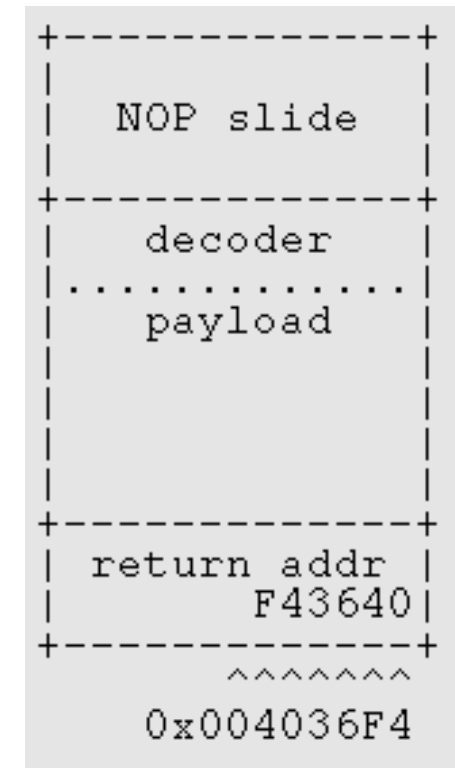 +--------------+
|              |
|  NOP slide   |
|              |
+--------------+
|   decoder    |
|..............|
|   payload    |
|              |
|              |
|              |
+--------------+
| return addr  |
|       F43640|
+--------------+
^^^^^^^
0x004036F4